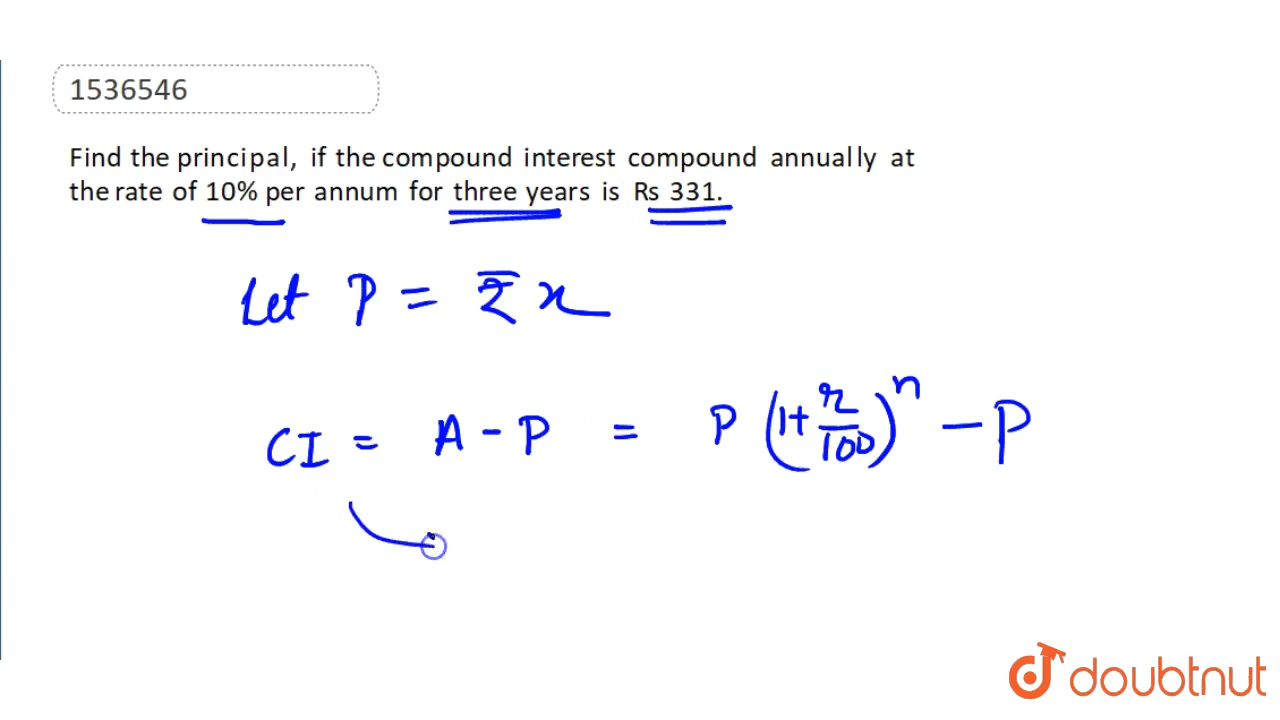 1536546
Find the principal, if the compound interest compound annually at
the rate of 10% per annum for three years is Rs 331.
Let P = ₹ x
CI = A - P = P (1 + r/100)^n - P
doubtnut